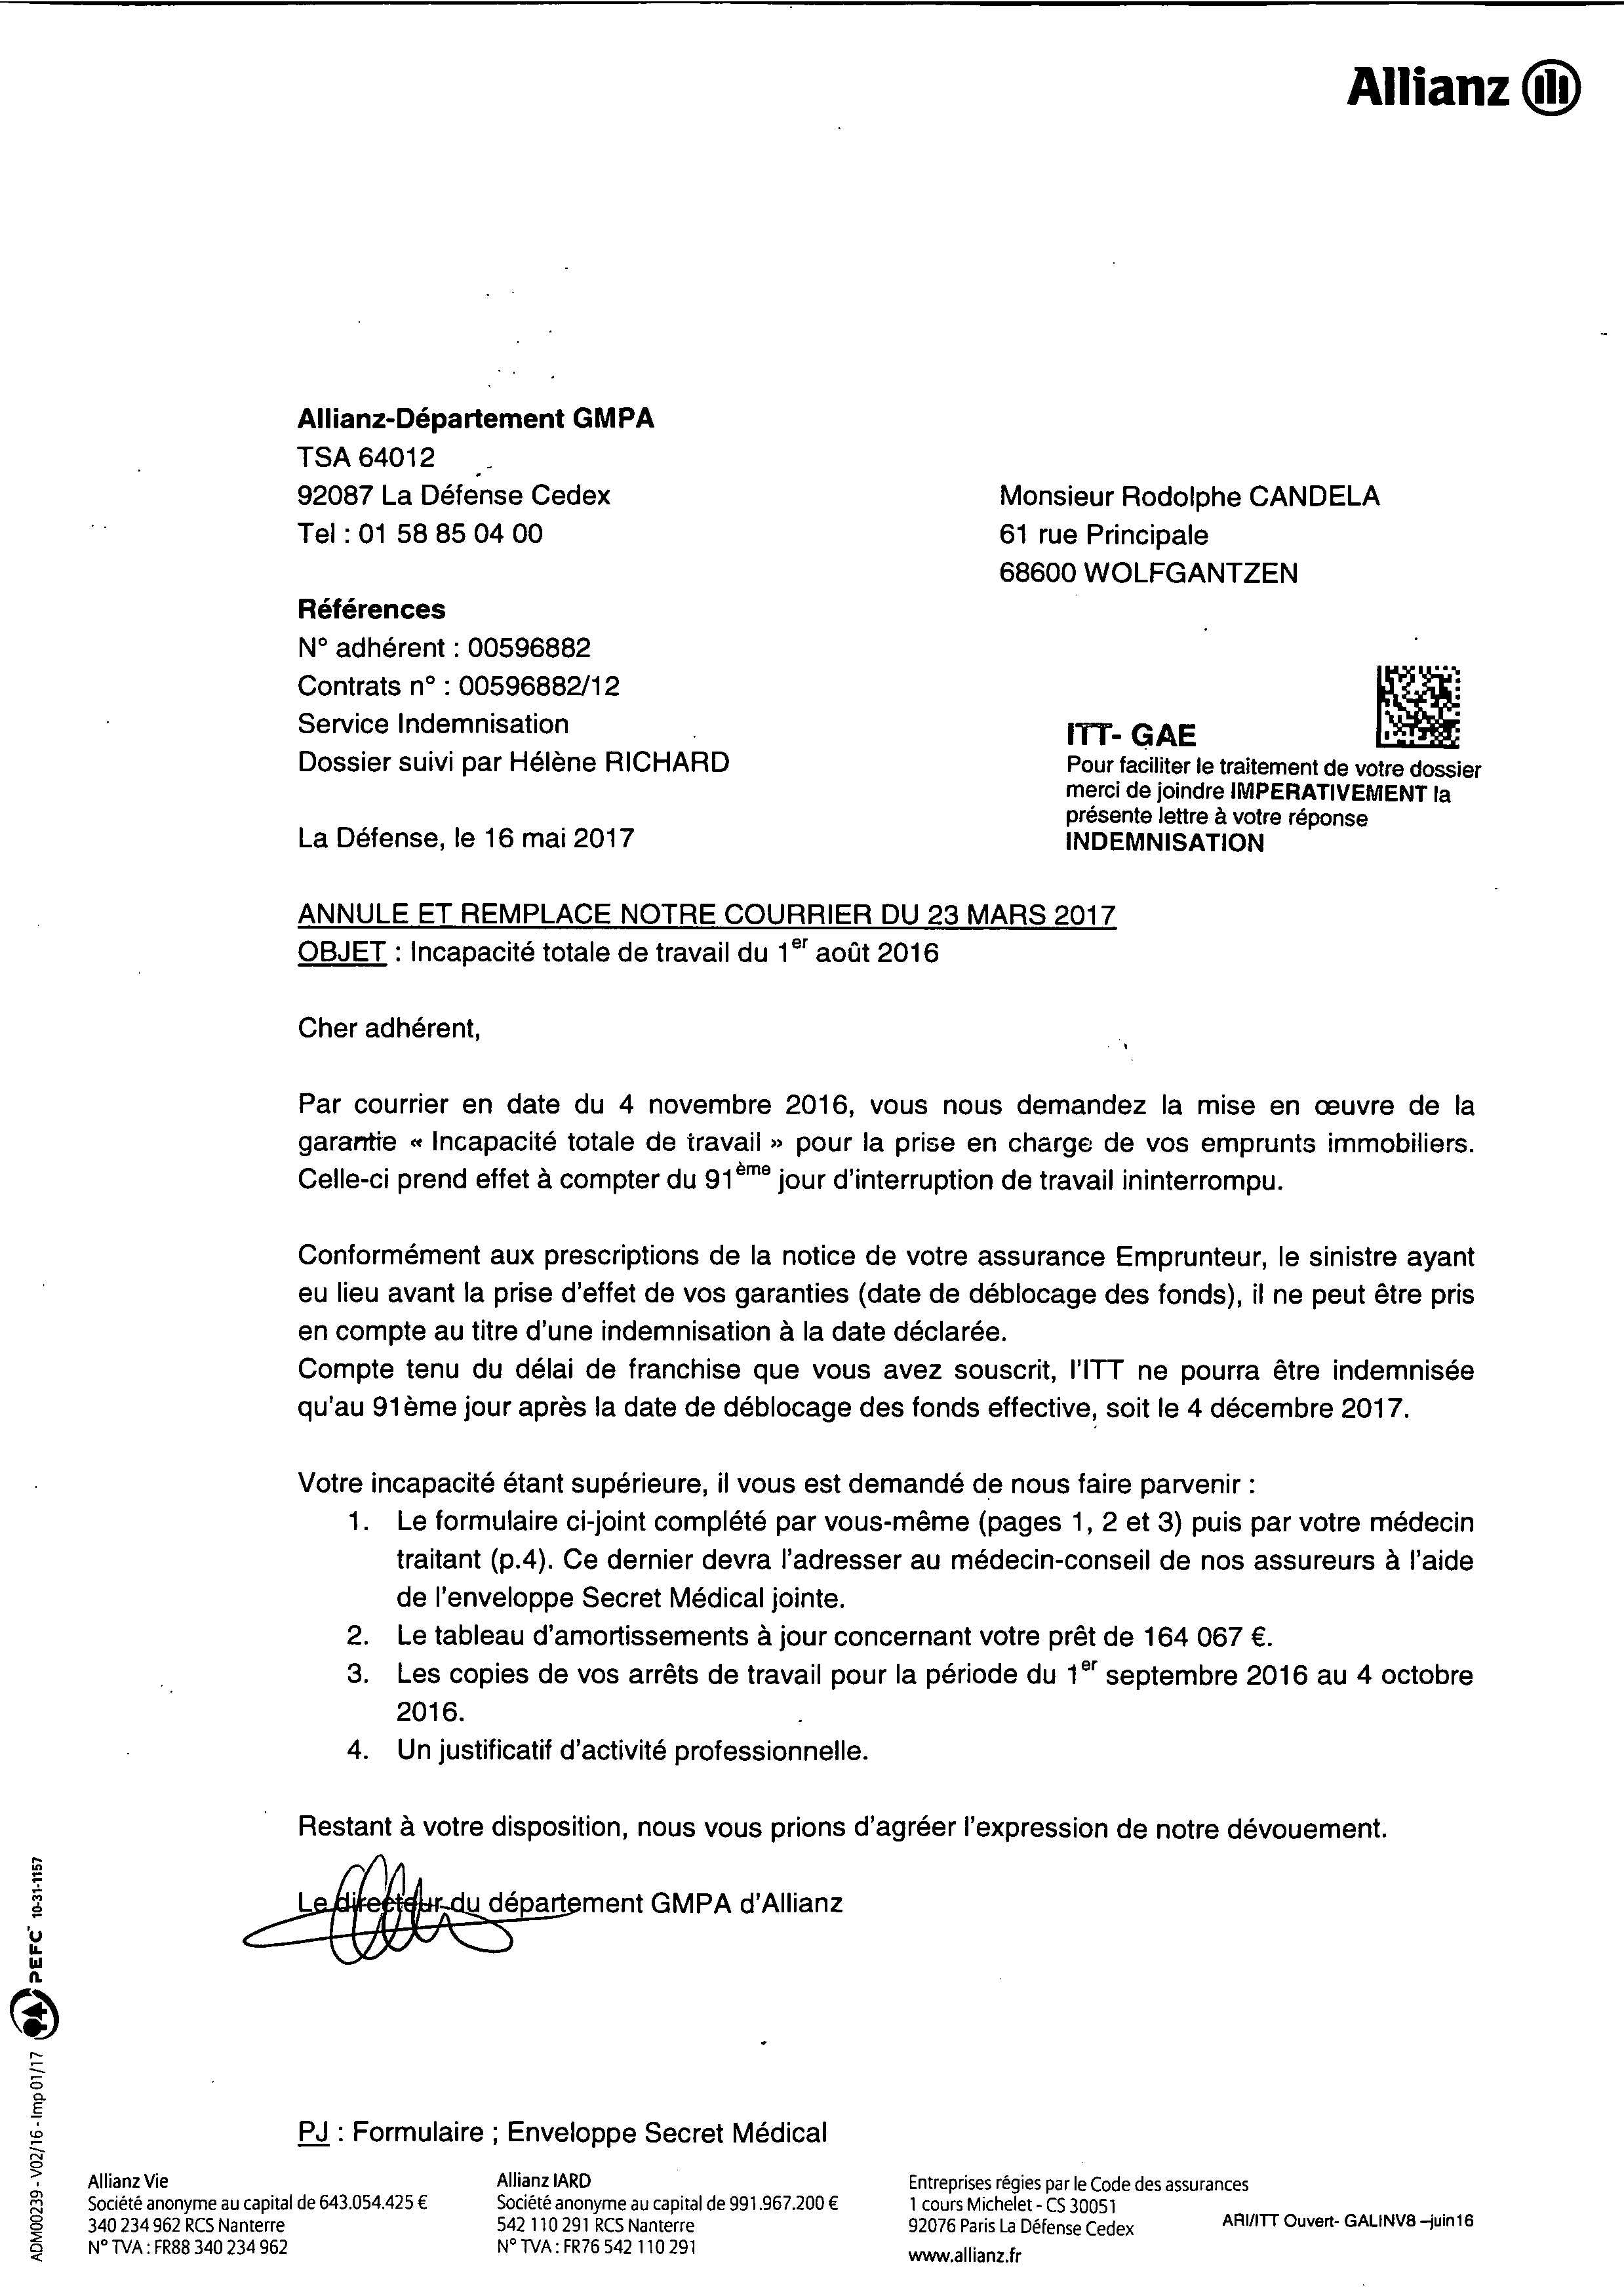 Allianz
Allianz-Département GMPA
TSA 64012
92087 La Défense Cedex
Tel : 01 58 85 04 00
Monsieur Rodolphe CANDELA
61 rue Principale
68600 WOLFGANTZEN
Références
N° adhérent : 00596882
Contrats n° : 00596882/12
Service Indemnisation
Dossier suivi par Hélène RICHARD
ITT- GAE
Pour faciliter le traitement de votre dossier
merci de joindre IMPERATIVEMENT la
présente lettre à votre réponse
INDEMNISATION
La Défense, le 16 mai 2017
ANNULE ET REMPLACE NOTRE COURRIER DU 23 MARS 2017
OBJET : Incapacité totale de travail du 1er août 2016
Cher adhérent,
Par courrier en date du 4 novembre 2016, vous nous demandez la mise en œuvre de la
garantie « Incapacité totale de travail » pour la prise en charge de vos emprunts immobiliers.
Celle-ci prend effet à compter du 91ème jour d'interruption de travail ininterrompu.
Conformément aux prescriptions de la notice de votre assurance Emprunteur, le sinistre ayant
eu lieu avant la prise d'effet de vos garanties (date de déblocage des fonds), il ne peut être pris
en compte au titre d'une indemnisation à la date déclarée.
Compte tenu du délai de franchise que vous avez souscrit, l'ITT ne pourra être indemnisée
qu'au 91ème jour après la date de déblocage des fonds effective, soit le 4 décembre 2017.
Votre incapacité étant supérieure, il vous est demandé de nous faire parvenir :
1. Le formulaire ci-joint complété par vous-même (pages 1, 2 et 3) puis par votre médecin
traitant (p.4). Ce dernier devra l'adresser au médecin-conseil de nos assureurs à l'aide
de l'enveloppe Secret Médical jointe.
2. Le tableau d'amortissements à jour concernant votre prêt de 164 067 €.
3. Les copies de vos arrêts de travail pour la période du 1er septembre 2016 au 4 octobre
2016.
4. Un justificatif d'activité professionnelle.
Restant à votre disposition, nous vous prions d'agréer l'expression de notre dévouement.
Le directeur du département GMPA d'Allianz
PJ : Formulaire ; Enveloppe Secret Médical
Allianz Vie
Société anonyme au capital de 643.054.425 €
340 234 962 RCS Nanterre
N° TVA : FR88 340 234 962
Allianz IARD
Société anonyme au capital de 991.967.200 €
542 110 291 RCS Nanterre
N° TVA : FR76 542 110 291
Entreprises régies par le Code des assurances
1 cours Michelet - CS 30051
92076 Paris La Défense Cedex
www.allianz.fr
ARI/ITT Ouvert- GALINV8 –juin16
ADM00239 - V02/16 - Imp 01/17 PEFC™ 10-31-1157